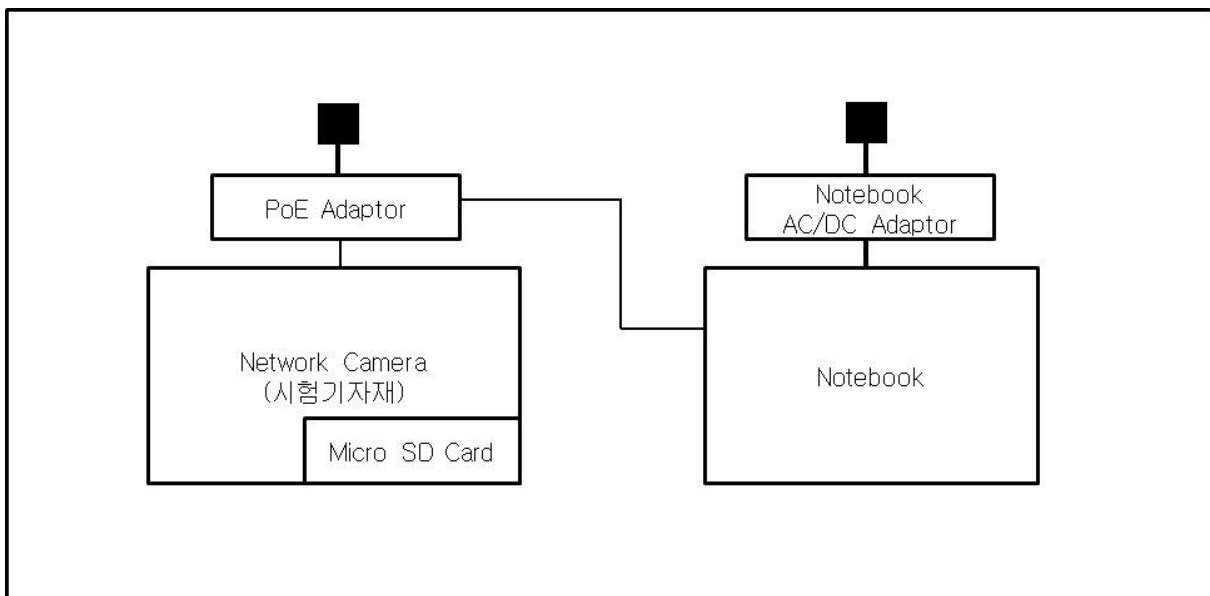 PoE Adaptor
Notebook
AC/DC Adaptor
Network Camera
(시험기자재)
Micro SD Card
Notebook